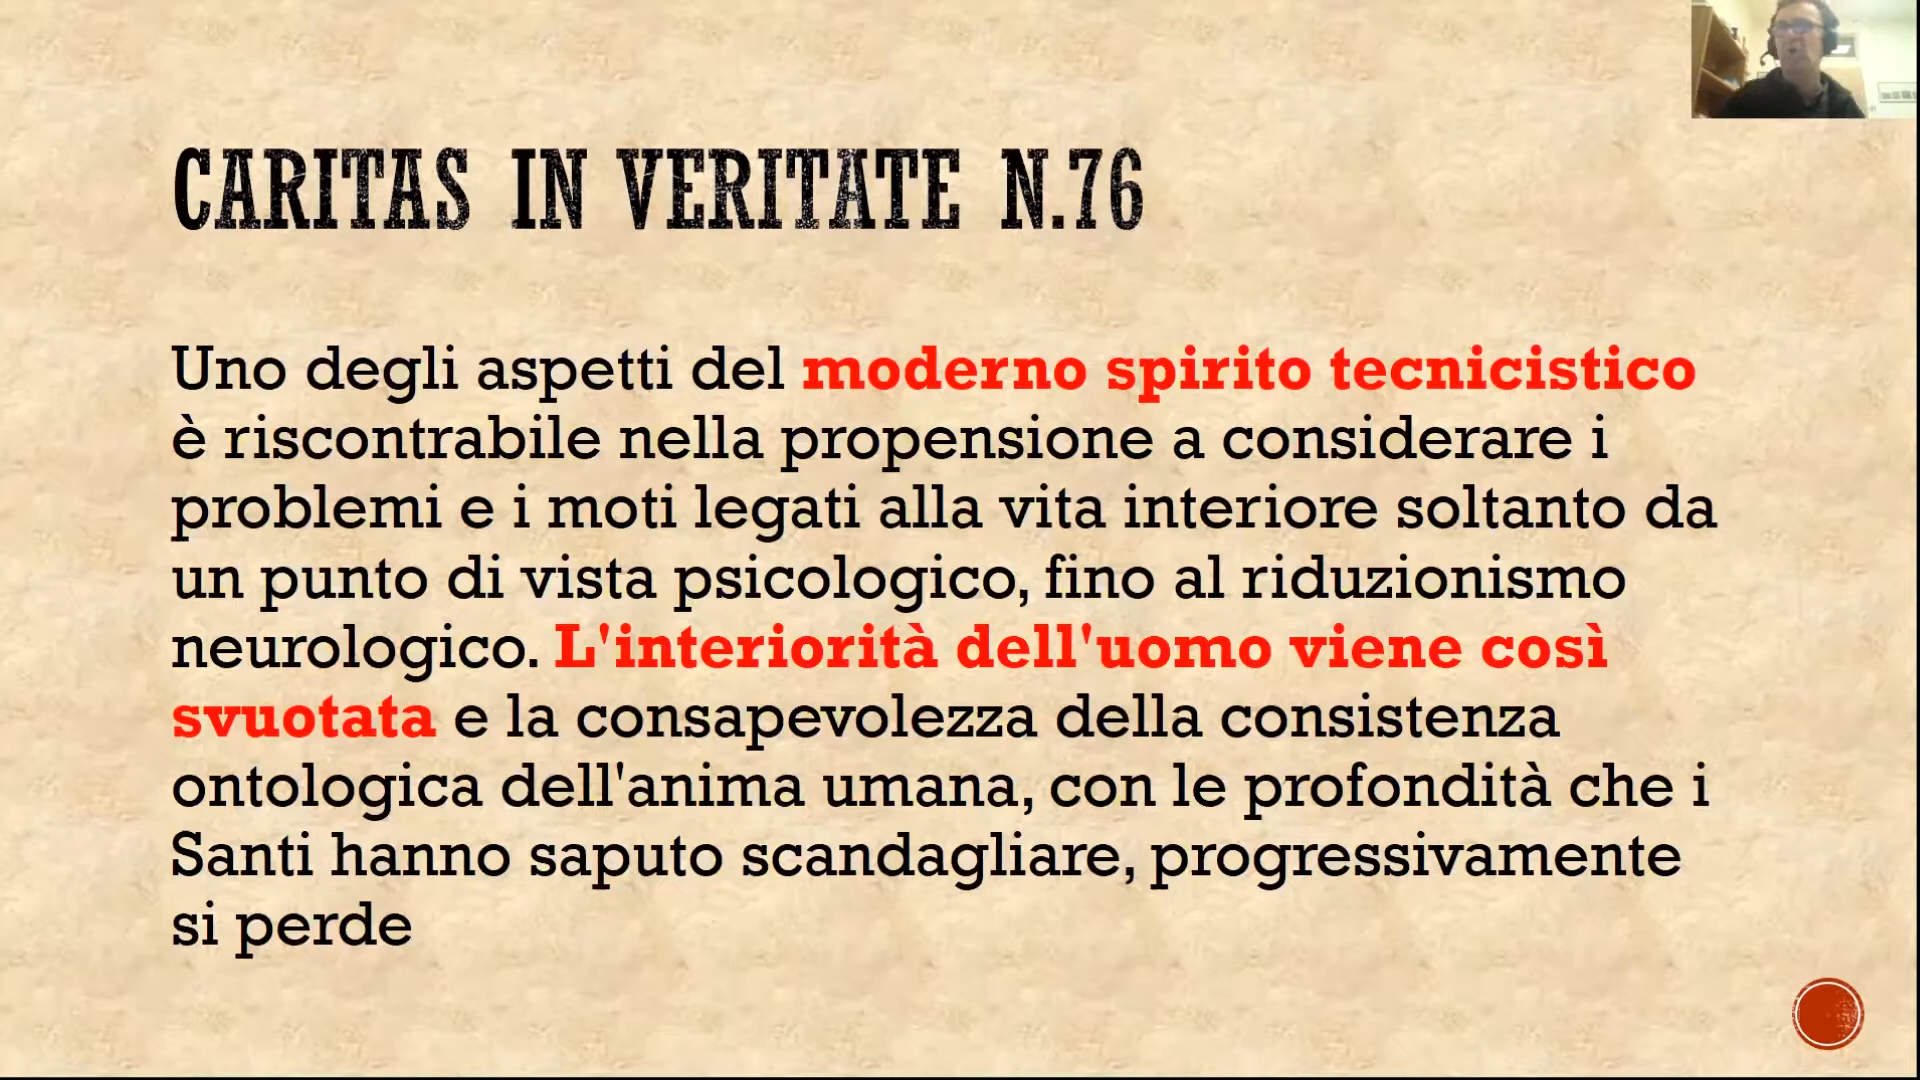 CARITAS IN VERITATE N.76
Uno degli aspetti del moderno spirito tecnicistico
è riscontrabile nella propensione a considerare i
problemi e i moti legati alla vita interiore soltanto da
un punto di vista psicologico, fino al riduzionismo
neurologico. L'interiorità dell'uomo viene così
svuotata e la consapevolezza della consistenza
ontologica dell'anima umana, con le profondità che i
Santi hanno saputo scandagliare, progressivamente
si perde